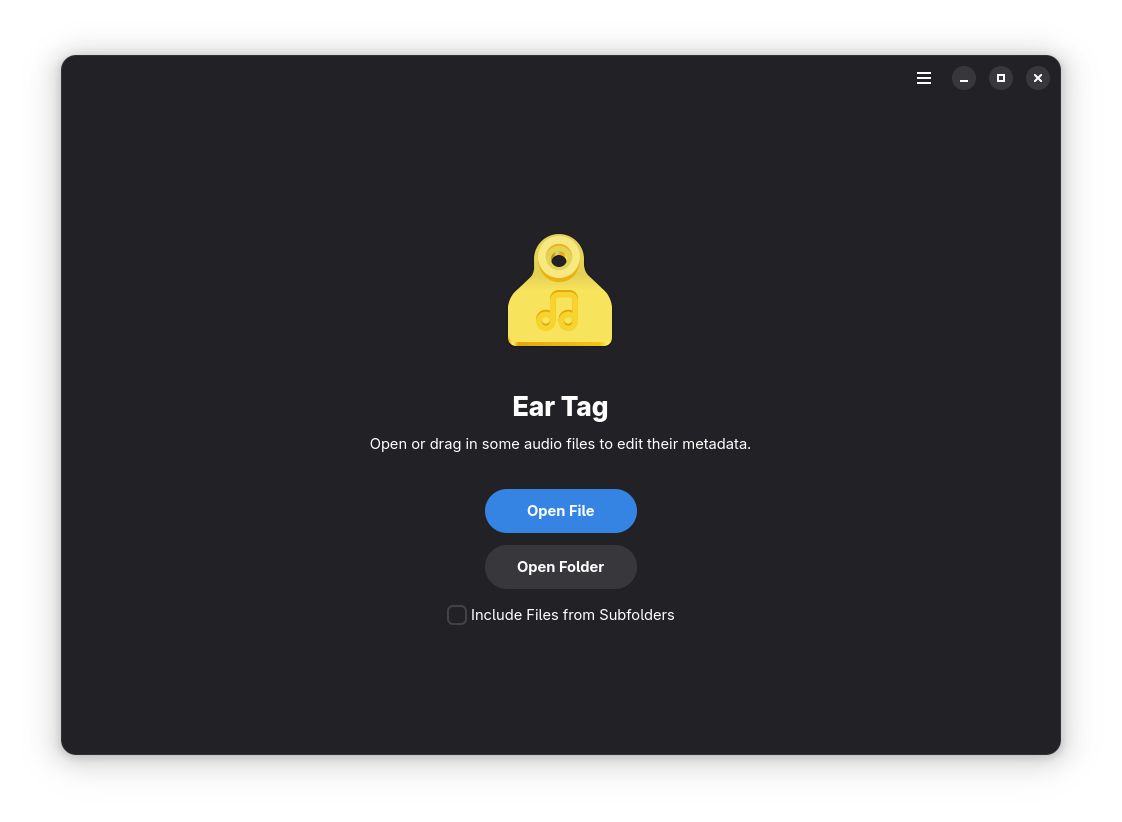 Ear Tag
Open or drag in some audio files to edit their metadata.
Open File
Open Folder
Include Files from Subfolders